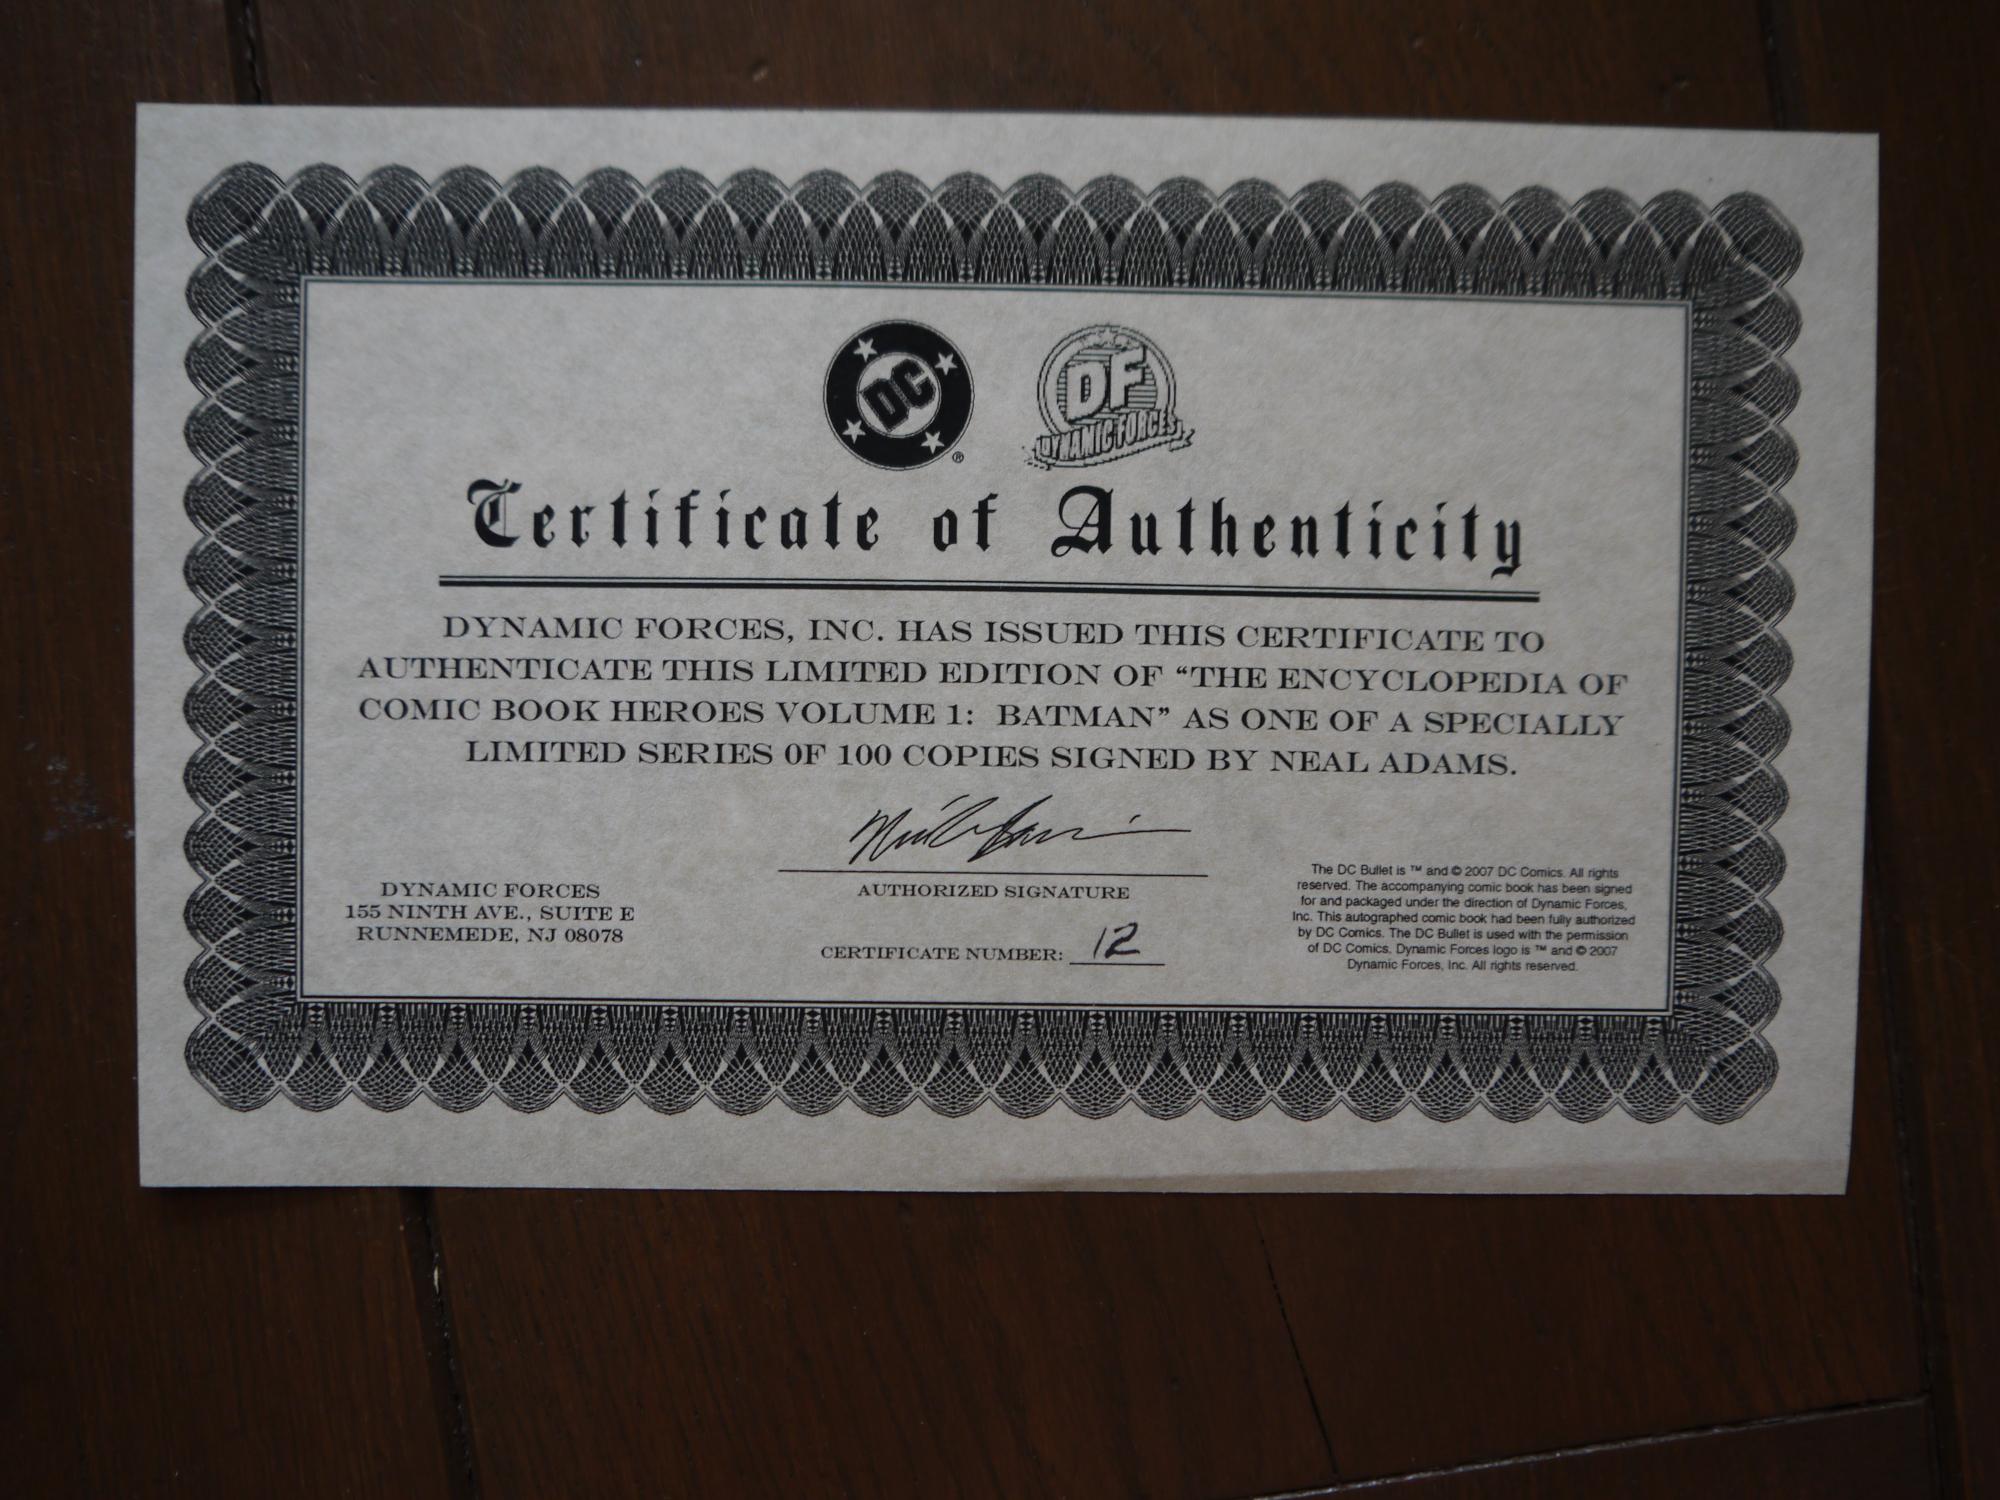 DC
®
DF
DYNAMIC FORCES
Certificate of Authenticity
DYNAMIC FORCES, INC. HAS ISSUED THIS CERTIFICATE TO
AUTHENTICATE THIS LIMITED EDITION OF “THE ENCYCLOPEDIA OF
COMIC BOOK HEROES VOLUME 1: BATMAN” AS ONE OF A SPECIALLY
LIMITED SERIES 0F 100 COPIES SIGNED BY NEAL ADAMS.
AUTHORIZED SIGNATURE
CERTIFICATE NUMBER: 12
DYNAMIC FORCES
155 NINTH AVE., SUITE E
RUNNEMEDE, NJ 08078
The DC Bullet is ™ and © 2007 DC Comics. All rights
reserved. The accompanying comic book has been signed
for and packaged under the direction of Dynamic Forces,
Inc. This autographed comic book had been fully authorized
by DC Comics. The DC Bullet is used with the permission
of DC Comics. Dynamic Forces logo is ™ and © 2007
Dynamic Forces, Inc. All rights reserved.